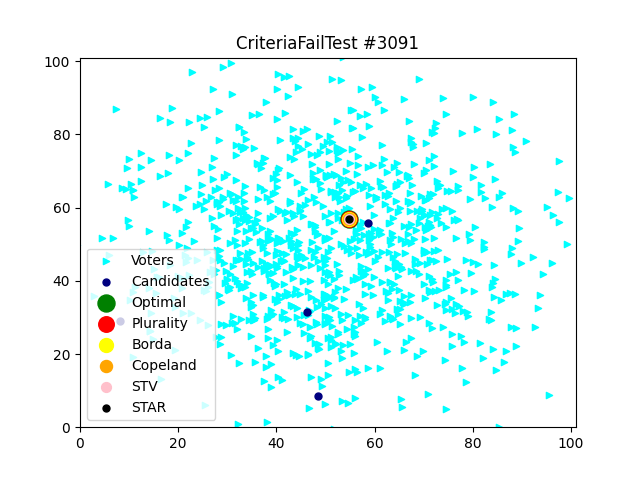 CriteriaFailTest #3091
100
80
60
40
20
0
Voters
Candidates
Optimal
Plurality
Borda
Copeland
STV
STAR
0 20 40 60 80 100